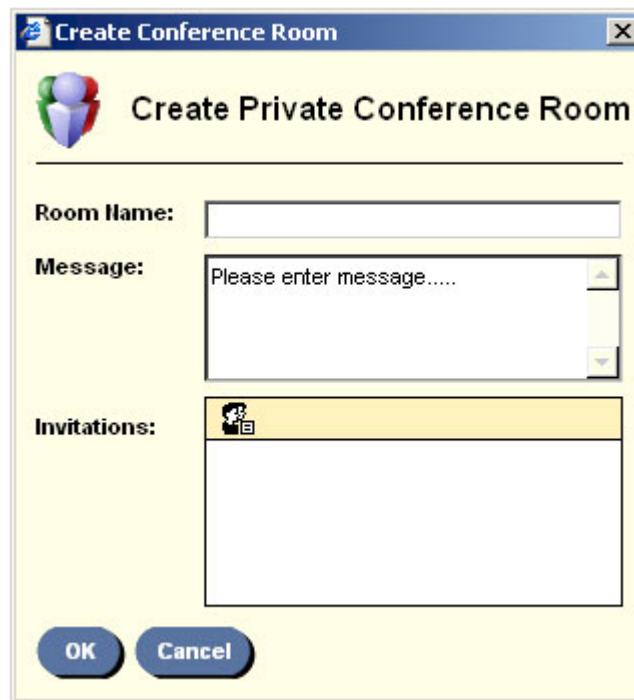 Create Conference Room
Create Private Conference Room
Room Name:
Message:
Please enter message.....
Invitations:
OK
Cancel